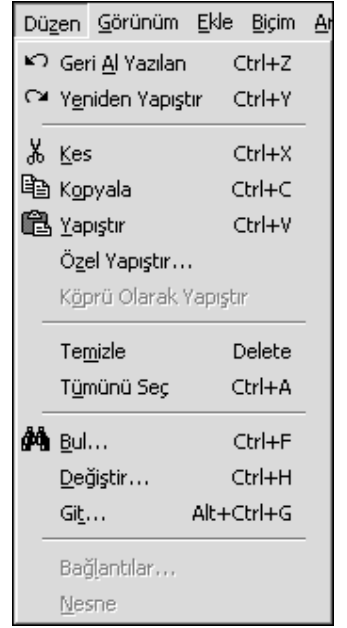 Düzen Görünüm Ekle Biçim Ar
Geri Al Yazılan Ctrl+Z
Yeniden Yapıştır Ctrl+Y
Kes Ctrl+X
Kopyala Ctrl+C
Yapıştır Ctrl+V
Özel Yapıştır...
Köprü Olarak Yapıştır
Temizle Delete
Tümünü Seç Ctrl+A
Bul... Ctrl+F
Değiştir... Ctrl+H
Git... Alt+Ctrl+G
Bağlantılar...
Nesne